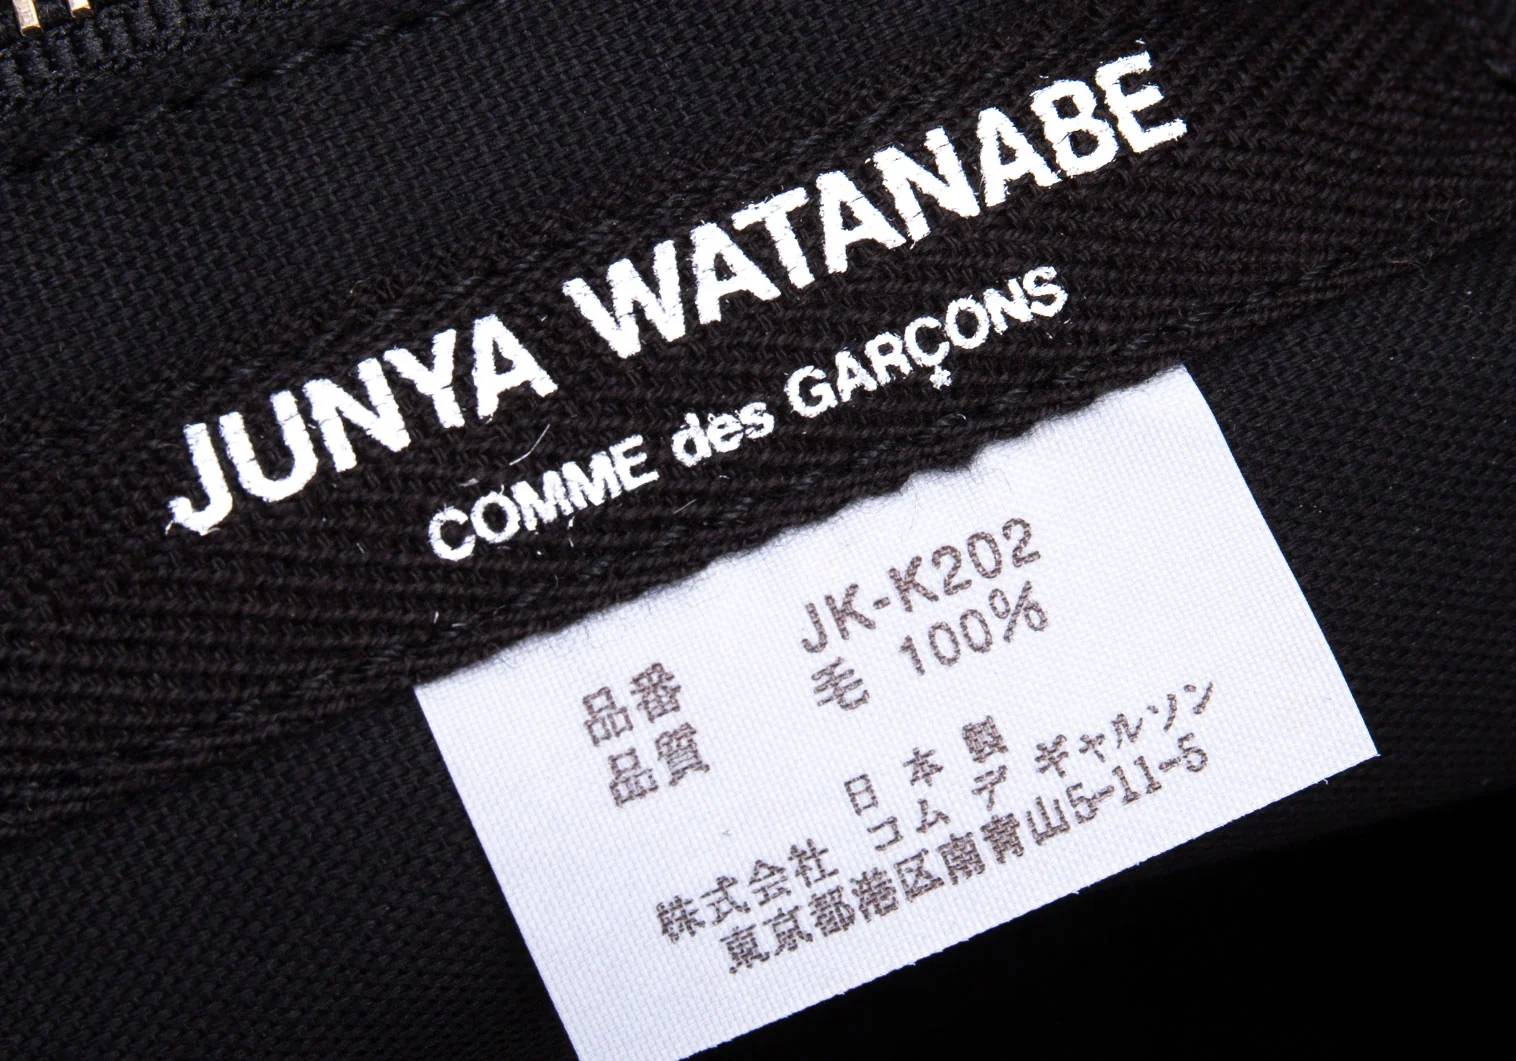 JUNYA WATANABE
COMME des GARÇONS
品番 JK-K202
品質 毛 100%
日本製
株式会社 コム デ ギャルソン
東京都港区南青山5-11-5